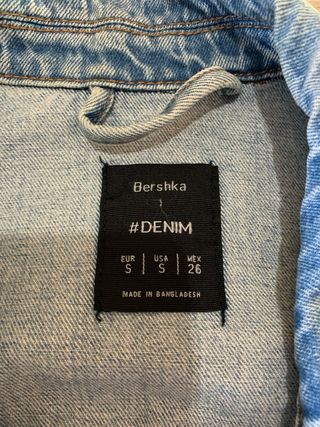 Bershka
#DENIM
EUR USA MEX
S S 26
MADE IN BANGLADESH